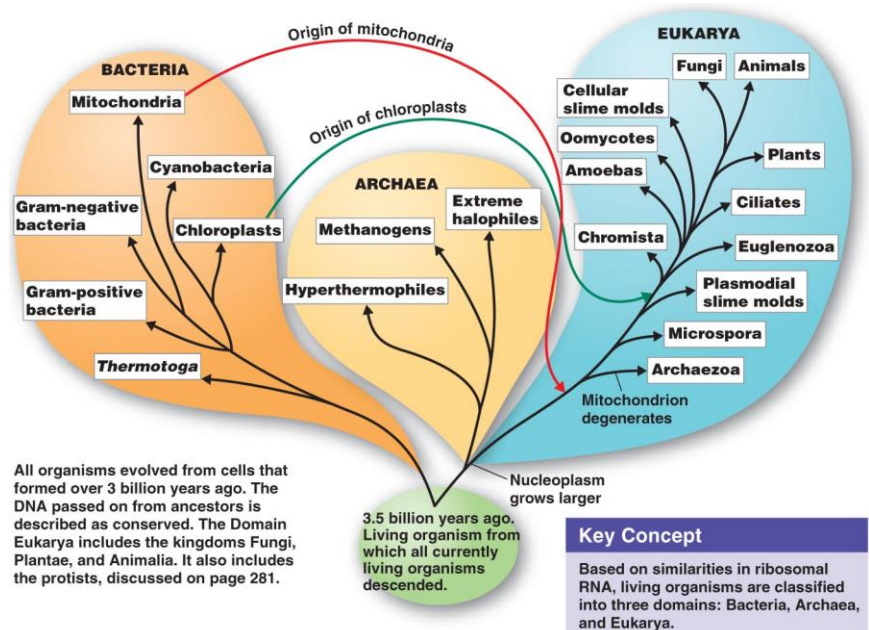 Origin of mitochondria
EUKARYA
BACTERIA
Fungi
Animals
Mitochondria
Cellular
slime molds
Origin of chloroplasts
Oomycotes
Cyanobacteria
Plants
ARCHAEA
Amoebas
Gram-negative
bacteria
Extreme
halophiles
Ciliates
Chloroplasts
Methanogens
Chromista
Euglenozoa
Hyperthermophiles
Plasmodial
slime molds
Gram-positive
bacteria
Microspora
Thermotoga
Archaezoa
Mitochondrion
degenerates
All organisms evolved from cells that
formed over 3 billion years ago. The
DNA passed on from ancestors is
described as conserved. The Domain
Eukarya includes the kingdoms Fungi,
Plantae, and Animalia. It also includes
the protists, discussed on page 281.
Nucleoplasm
grows larger
3.5 billion years ago.
Living organism from
which all currently
living organisms
descended.
Key Concept
Based on similarities in ribosomal
RNA, living organisms are classified
into three domains: Bacteria, Archaea,
and Eukarya.